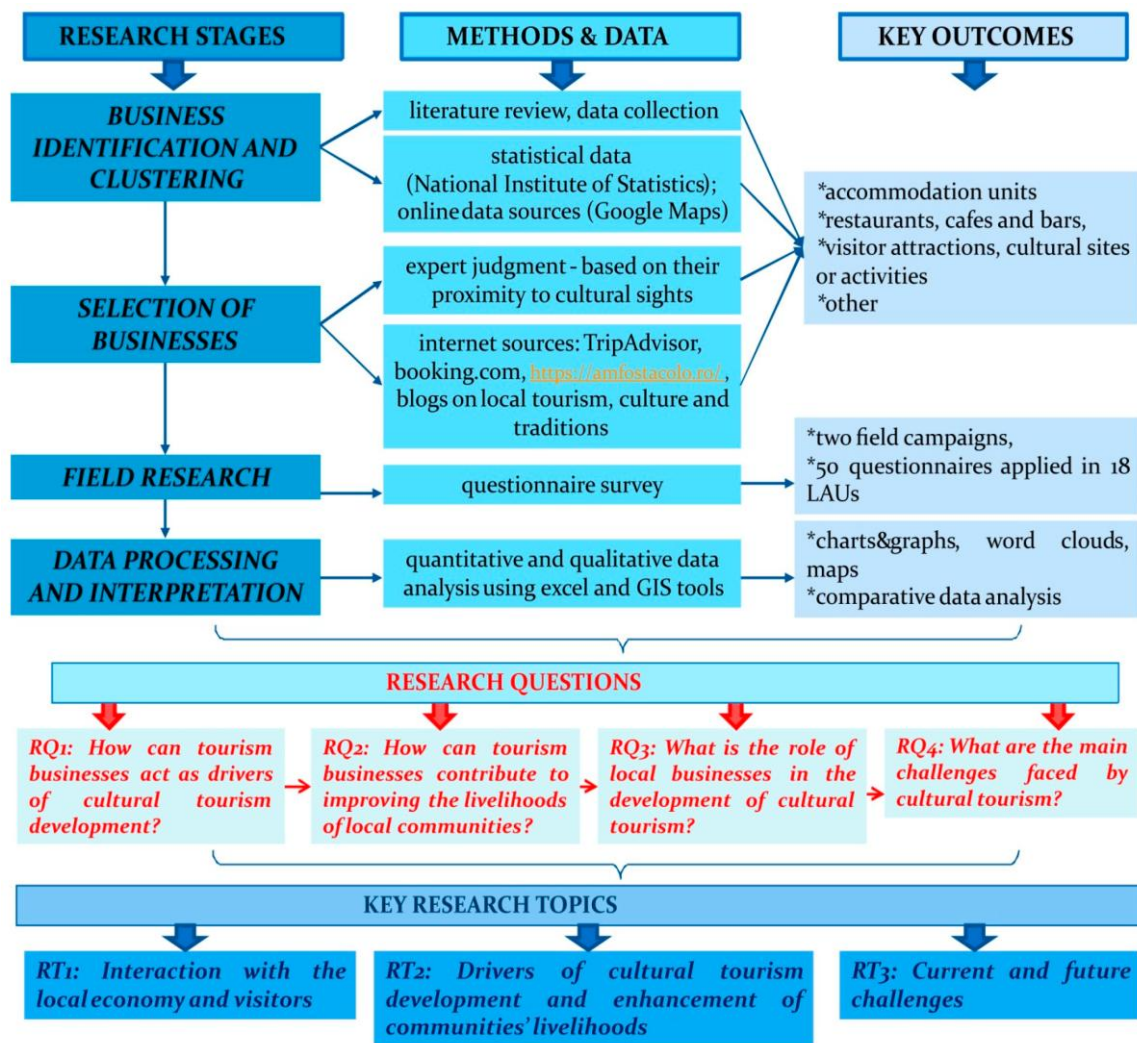 RESEARCH STAGES
METHODS & DATA
KEY OUTCOMES
BUSINESS
IDENTIFICATION AND
CLUSTERING
literature review, data collection
statistical data
(National Institute of Statistics);
online data sources (Google Maps)
*accommodation units
*restaurants, cafes and bars,
*visitor attractions, cultural sites
or activities
*other
SELECTION OF
BUSINESSES
expert judgment - based on their
proximity to cultural sights
internet sources: TripAdvisor,
booking.com, https://amfostacolo.ro/ ,
blogs on local tourism, culture and
traditions
FIELD RESEARCH
questionnaire survey
*two field campaigns,
*50 questionnaires applied in 18
LAUs
DATA PROCESSING
AND INTERPRETATION
quantitative and qualitative data
analysis using excel and GIS tools
*charts&graphs, word clouds,
maps
*comparative data analysis
RESEARCH QUESTIONS
RQ1: How can tourism
businesses act as drivers
of cultural tourism
development?
RQ2: How can tourism
businesses contribute to
improving the livelihoods
of local communities?
RQ3: What is the role of
local businesses in the
development of cultural
tourism?
RQ4: What are the main
challenges faced by
cultural tourism?
KEY RESEARCH TOPICS
RT1: Interaction with the
local economy and visitors
RT2: Drivers of cultural tourism
development and enhancement of
communities' livelihoods
RT3: Current and future
challenges